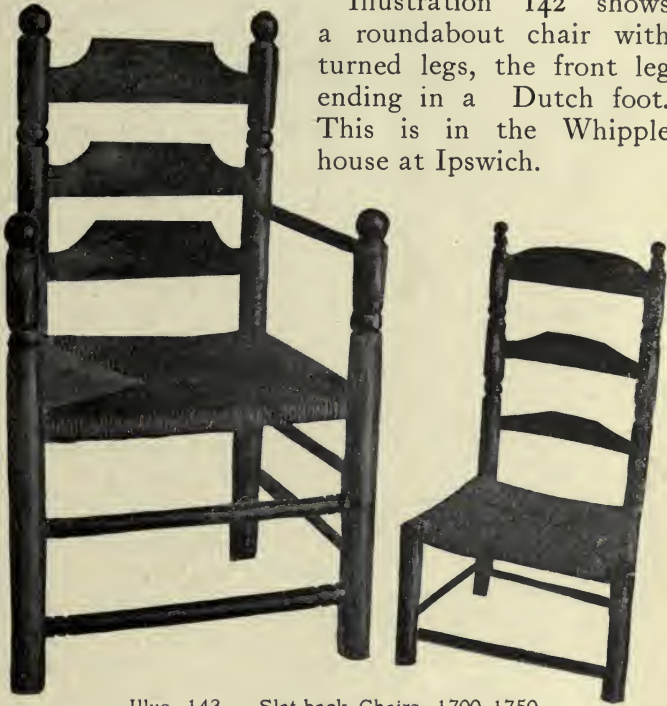 Illustration 142 shows
a roundabout chair with
turned legs, the front leg
ending in a Dutch foot.
This is in the Whipple
house at Ipswich.
Illus. 143. — Slat-back Chairs, 1700-1750.